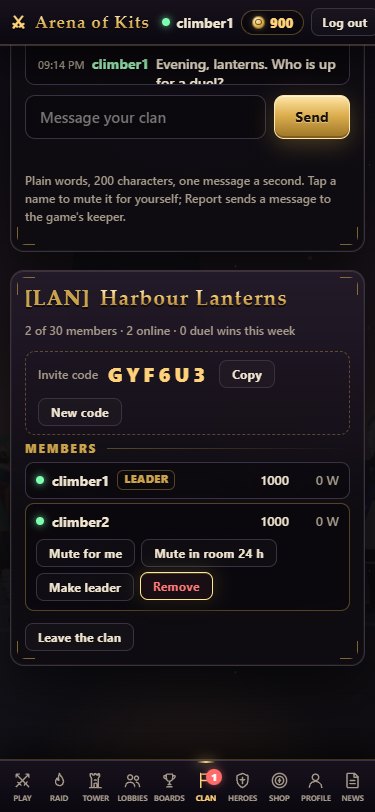 Arena of Kits climber1 900 Log out
09:14 PM climber1 Evening, lanterns. Who is up
for a duel?
Message your clan Send
Plain words, 200 characters, one message a second. Tap a
name to mute it for yourself; Report sends a message to
the game's keeper.
[LAN] Harbour Lanterns
2 of 30 members · 2 online · 0 duel wins this week
Invite code GYF6U3 Copy
New code
MEMBERS
climber1 LEADER 1000 0 W
climber2 1000 0 W
Mute for me Mute in room 24 h
Make leader Remove
Leave the clan
1
PLAY RAID TOWER LOBBIES BOARDS CLAN HEROES SHOP PROFILE NEWS